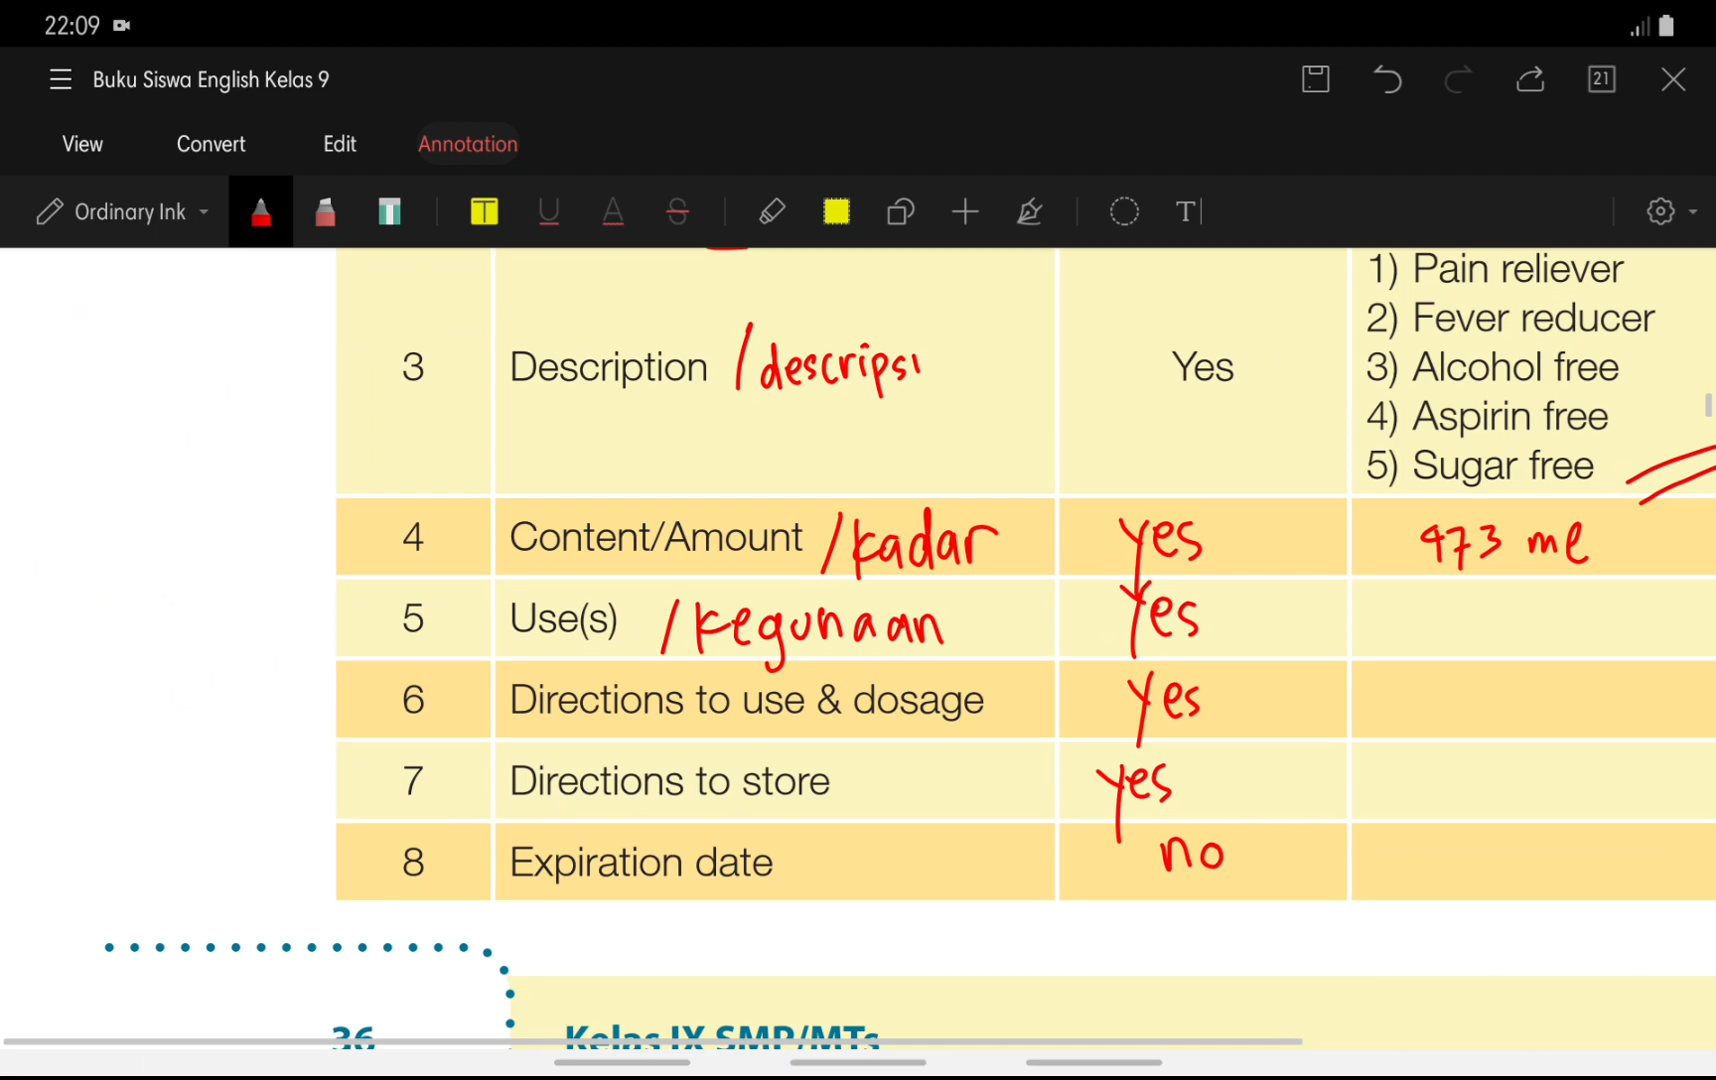 22:09
Buku Siswa English Kelas 9
21
View Convert Edit Annotation
Ordinary Ink T U A S T
1) Pain reliever
2) Fever reducer
3 Description /descripsi Yes 3) Alcohol free
4) Aspirin free
5) Sugar free
4 Content/Amount /kadar yes 473 ml
5 Use(s) /kegunaan Yes
6 Directions to use & dosage Yes
7 Directions to store yes
8 Expiration date no
36 Kelas IX SMP/MTs